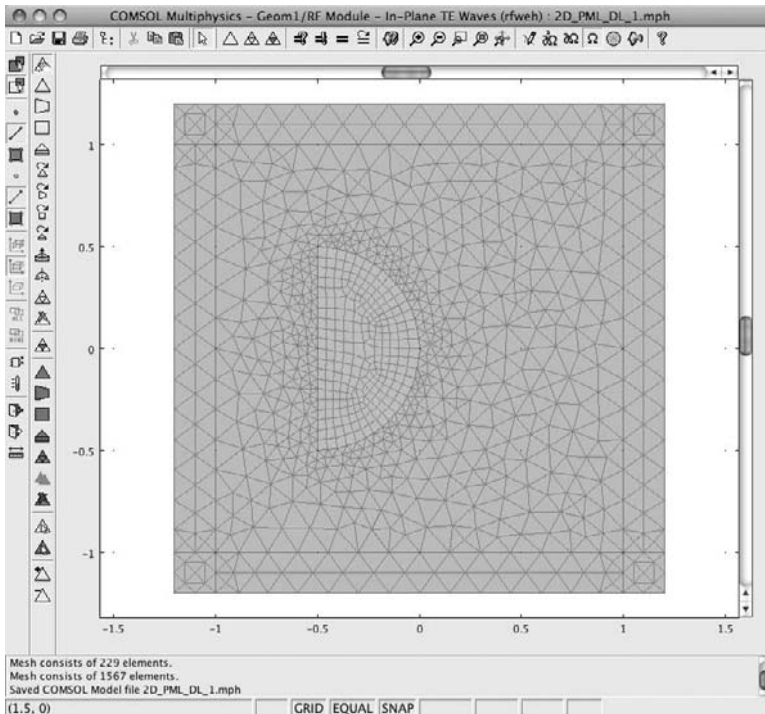 COMSOL Multiphysics - Geom1/RF Module - In-Plane TE Waves (rfweh) : 2D_PML_DL_1.mph
1
0.5
0
-0.5
-1
-1.5 -1 -0.5 0 0.5 1 1.5
Mesh consists of 229 elements.
Mesh consists of 1567 elements.
Saved COMSOL Model file 2D_PML_DL_1.mph
(1.5, 0) GRID EQUAL SNAP